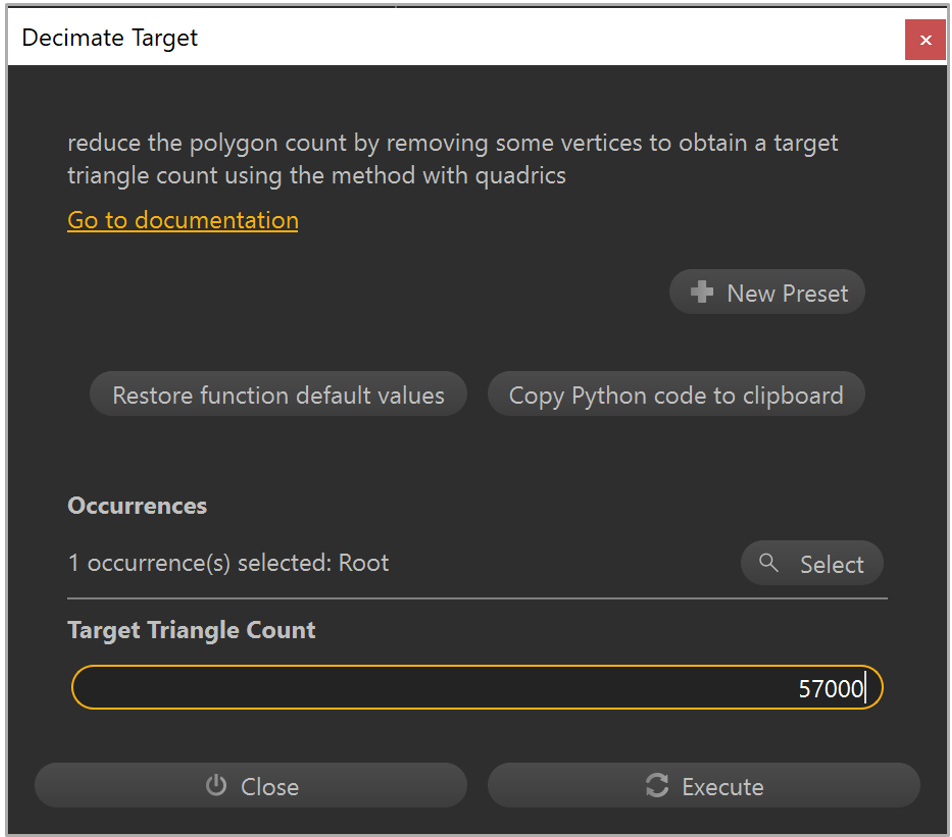 Decimate Target
reduce the polygon count by removing some vertices to obtain a target
triangle count using the method with quadrics
Go to documentation
New Preset
Restore function default values
Copy Python code to clipboard
Occurrences
1 occurrence(s) selected: Root
Select
Target Triangle Count
57000
Close
Execute